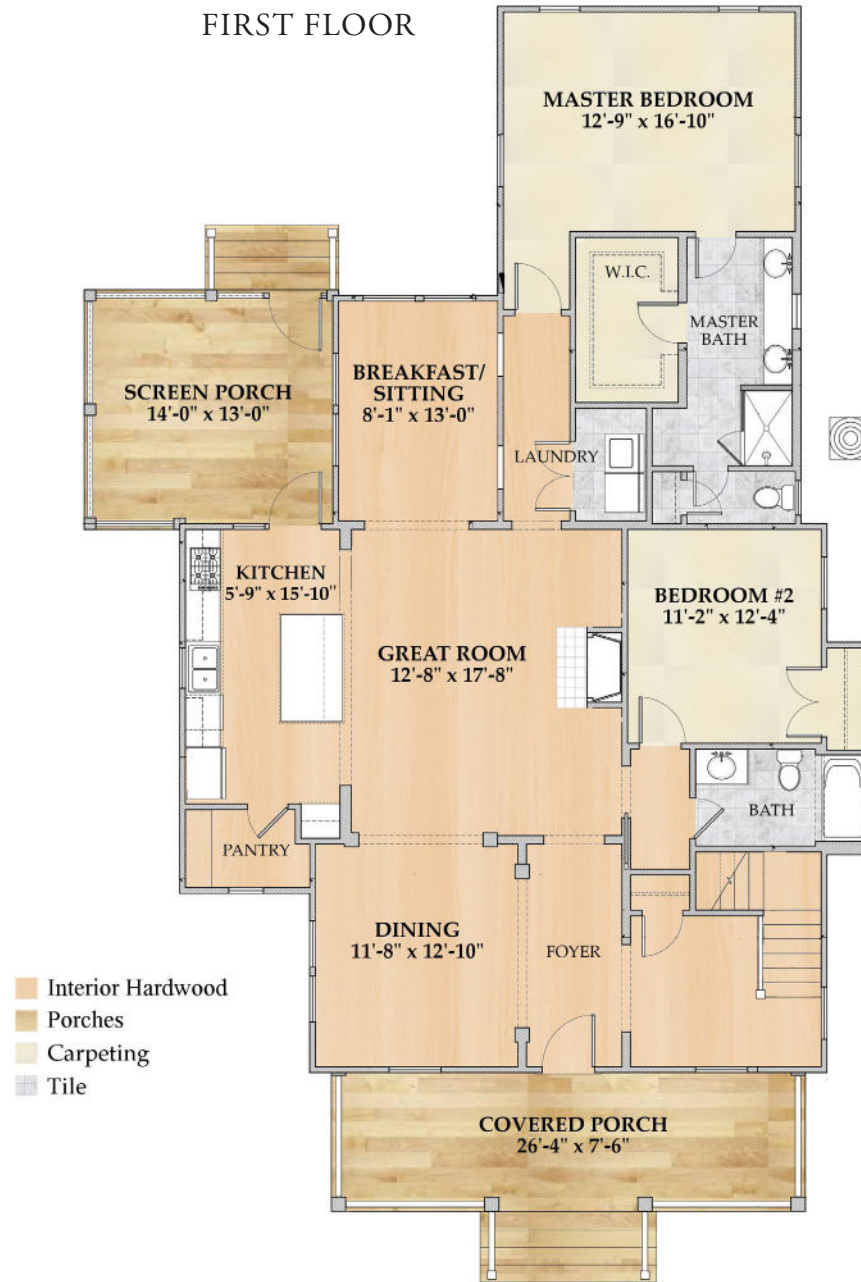 FIRST FLOOR
MASTER BEDROOM
12'-9" x 16'-10"
W.I.C.
MASTER
BATH
SCREEN PORCH
14'-0" x 13'-0"
BREAKFAST/
SITTING
8'-1" x 13'-0"
LAUNDRY
KITCHEN
5'-9" x 15'-10"
GREAT ROOM
12'-8" x 17'-8"
BEDROOM #2
11'-2" x 12'-4"
BATH
PANTRY
DINING
11'-8" x 12'-10"
FOYER
Interior Hardwood
Porches
Carpeting
Tile
COVERED PORCH
26'-4" x 7'-6"